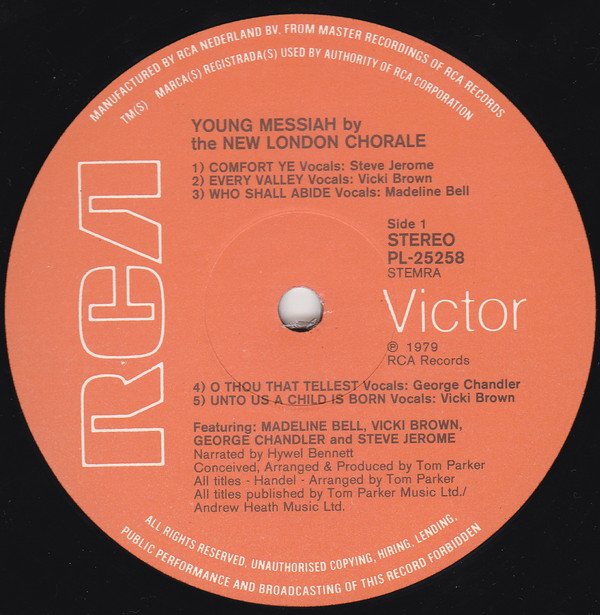 MANUFACTURED BY RCA NEDERLAND BV. FROM MASTER RECORDINGS OF RCA RECORDS
TM(S) MARCA(S) REGISTRADA(S) USED BY AUTHORITY OF RCA CORPORATION
YOUNG MESSIAH by
the NEW LONDON CHORALE
1) COMFORT YE Vocals: Steve Jerome
2) EVERY VALLEY Vocals: Vicki Brown
3) WHO SHALL ABIDE Vocals: Madeline Bell
RCA
Side 1
STEREO
PL-25258
STEMRA
Victor
℗ 1979
RCA Records
4) O THOU THAT TELLEST Vocals: George Chandler
5) UNTO US A CHILD IS BORN Vocals: Vicki Brown
Featuring: MADELINE BELL, VICKI BROWN,
GEORGE CHANDLER and STEVE JEROME
Narrated by Hywel Bennett
Conceived, Arranged & Produced by Tom Parker
All titles - Handel - Arranged by Tom Parker
All titles published by Tom Parker Music Ltd./
Andrew Heath Music Ltd.
ALL RIGHTS RESERVED, UNAUTHORISED COPYING, HIRING, LENDING,
PUBLIC PERFORMANCE AND BROADCASTING OF THIS RECORD FORBIDDEN